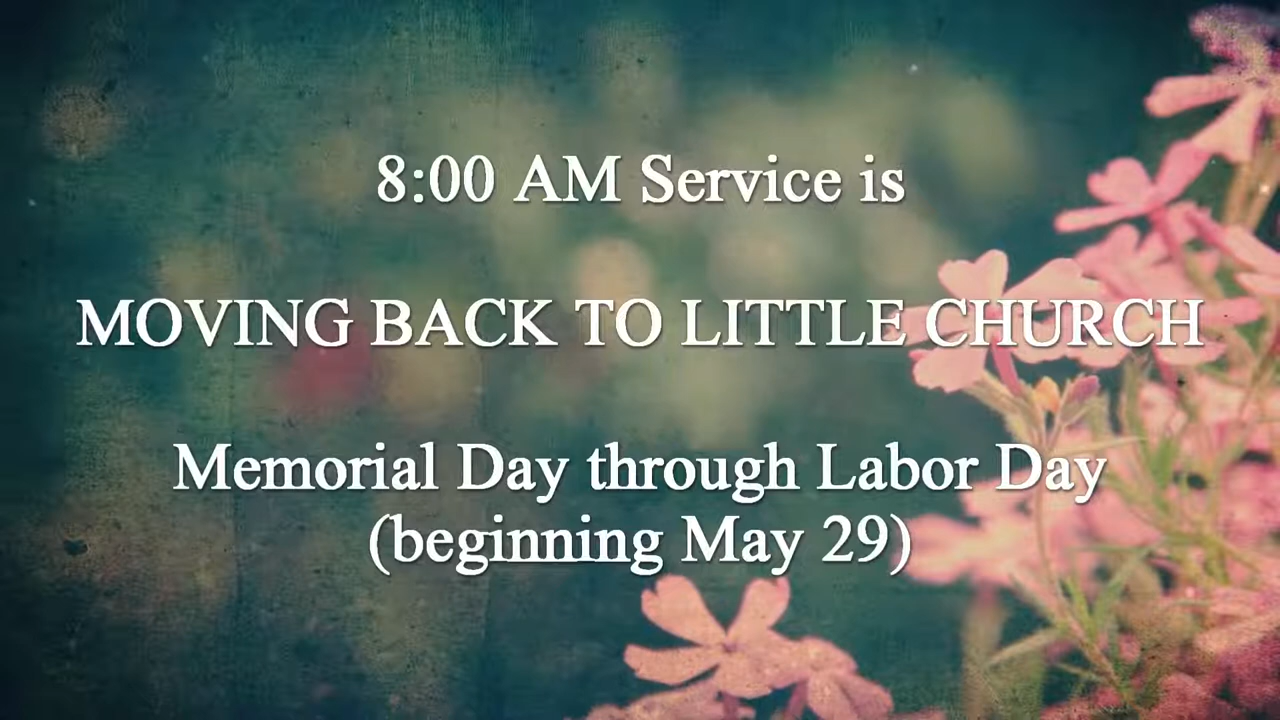 8:00 AM Service is
MOVING BACK TO LITTLE CHURCH
Memorial Day through Labor Day
(beginning May 29)